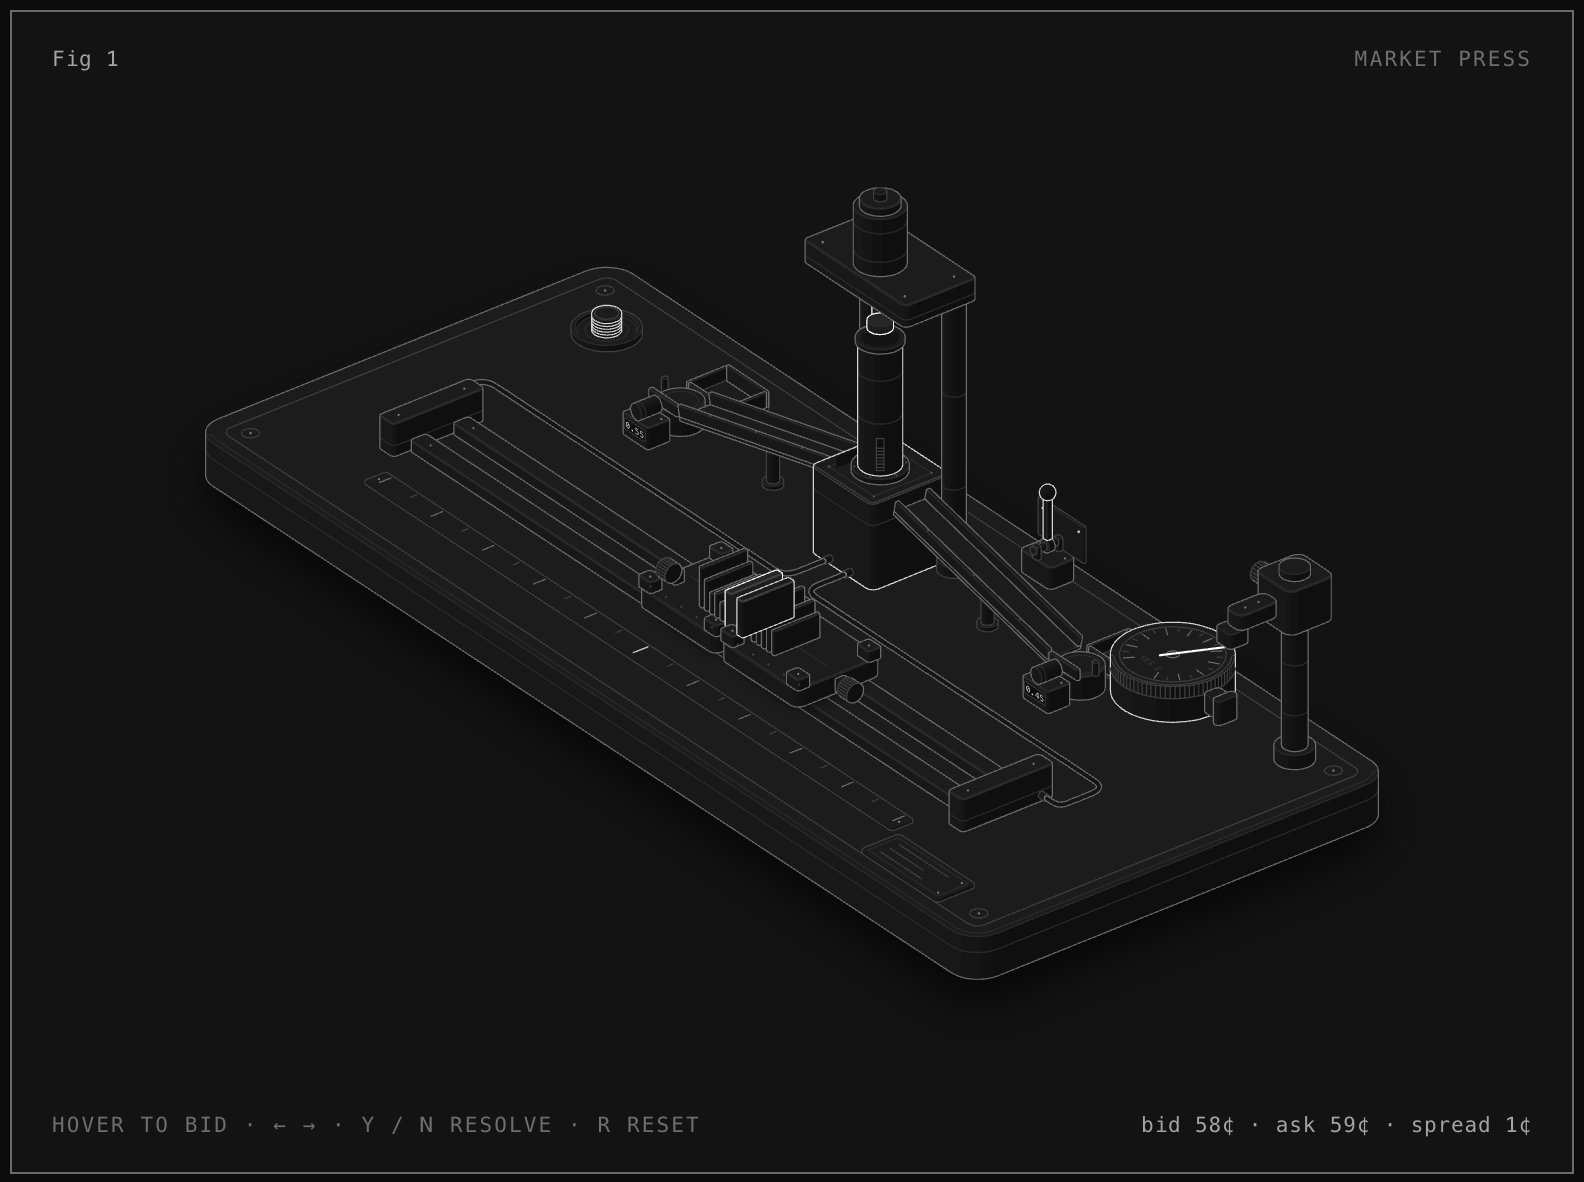 Fig 1
MARKET PRESS
0.55
0.45
HOVER TO BID · ← → · Y / N RESOLVE · R RESET
bid 58¢ · ask 59¢ · spread 1¢